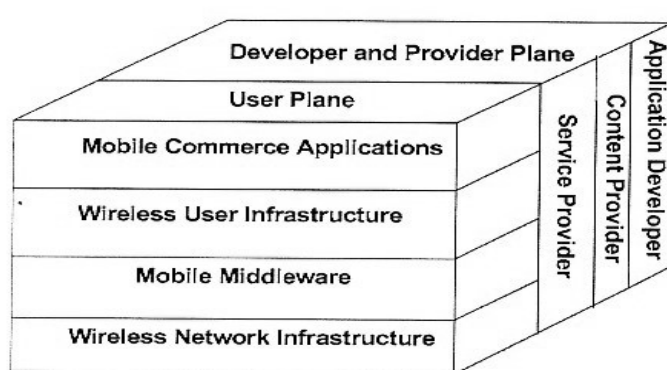 Developer and Provider Plane
User Plane
Mobile Commerce Applications
Wireless User Infrastructure
Mobile Middleware
Wireless Network Infrastructure
Service Provider
Content Provider
Application Developer